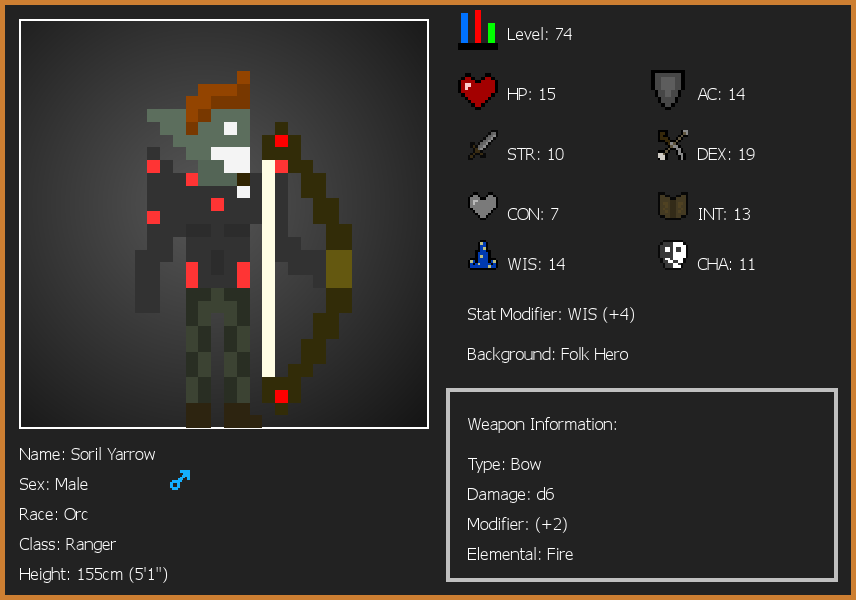 Level: 74
HP: 15
AC: 14
STR: 10
DEX: 19
CON: 7
INT: 13
WIS: 14
CHA: 11
Stat Modifier: WIS (+4)
Background: Folk Hero
Weapon Information:
Type: Bow
Damage: d6
Modifier: (+2)
Elemental: Fire
Name: Soril Yarrow
Sex: Male
Race: Orc
Class: Ranger
Height: 155cm (5'1")